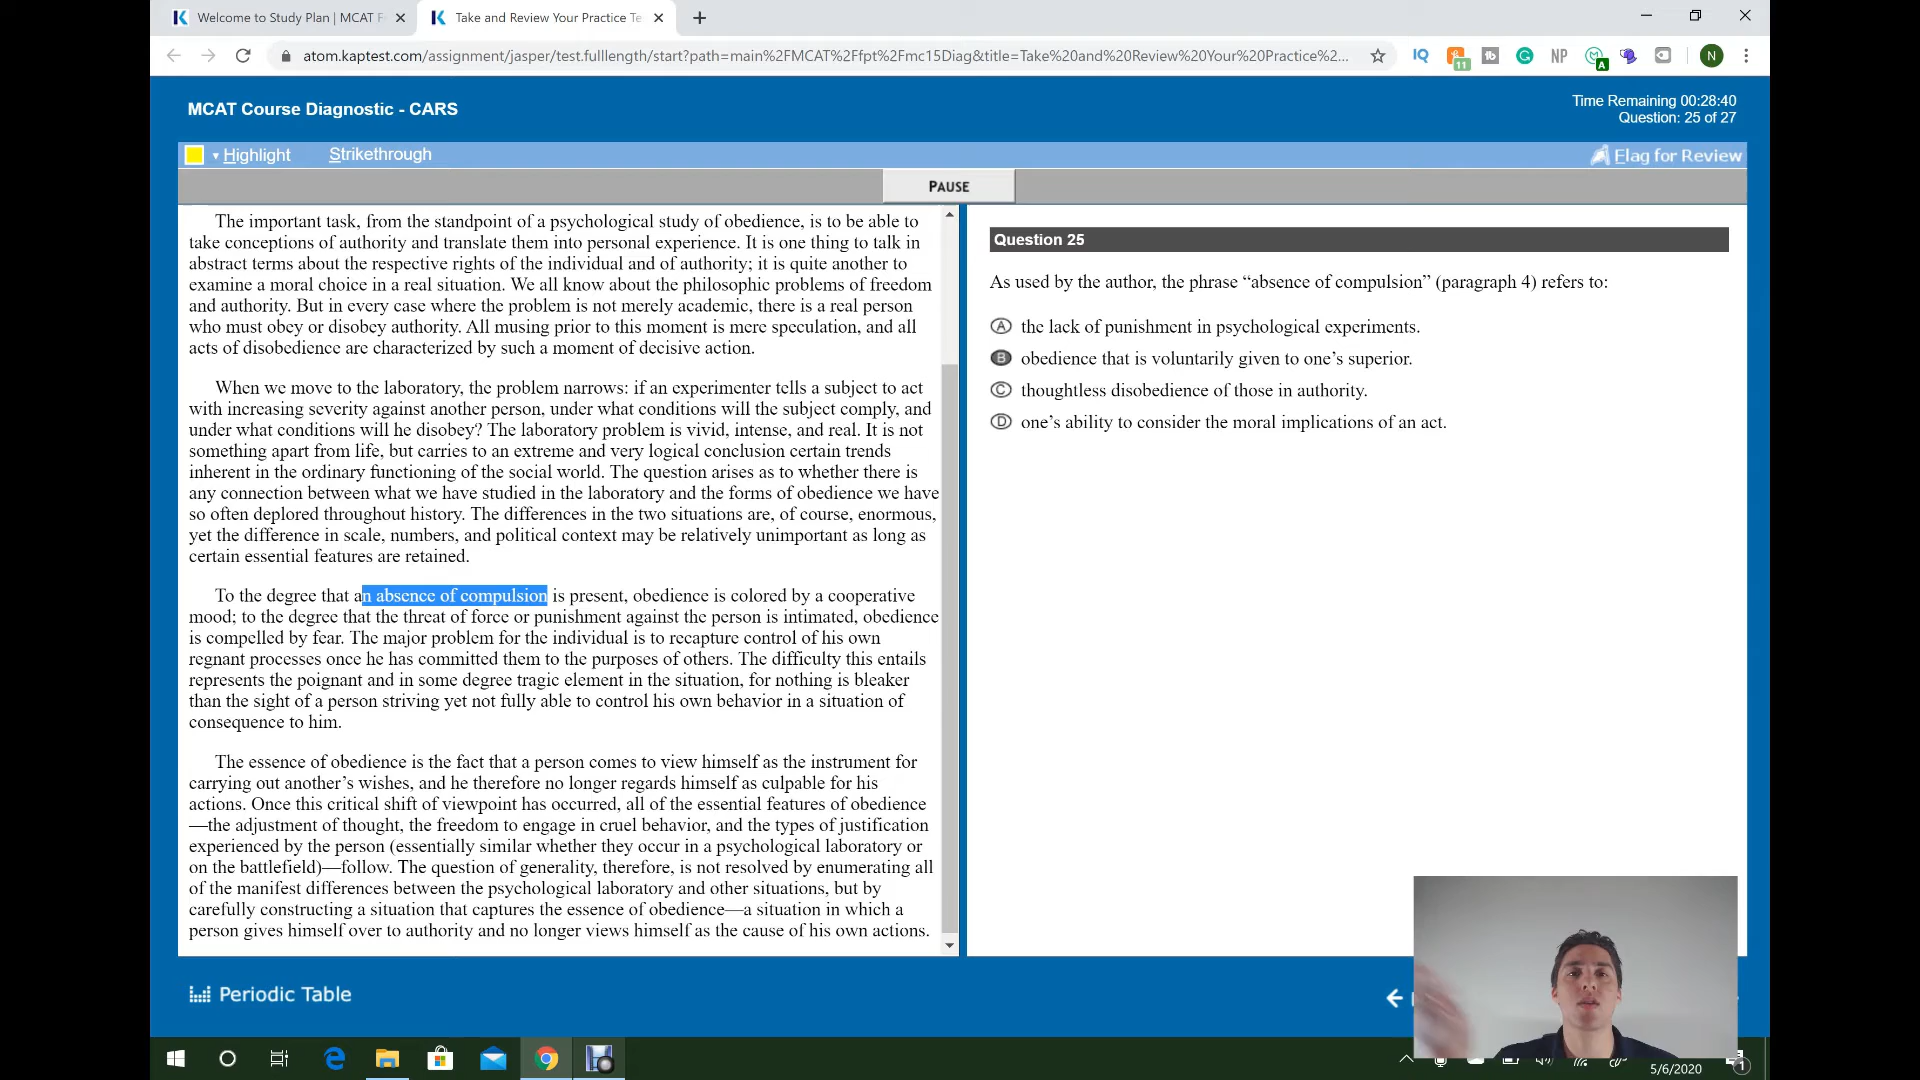 Welcome to Study Plan | MCAT
Take and Review Your Practice Te
atom.kaptest.com/assignment/jasper/test.fulllength/start?path=main%2FMCAT%2Ffpt%2Fmc15Diag&title=Take%20and%20Review%20Your%20Practice%2...
IQ
11
tb
NP
A
N
MCAT Course Diagnostic - CARS
Time Remaining 00:28:40
Question: 25 of 27
Highlight
Strikethrough
Flag for Review
PAUSE
The important task, from the standpoint of a psychological study of obedience, is to be able to
take conceptions of authority and translate them into personal experience. It is one thing to talk in
abstract terms about the respective rights of the individual and of authority; it is quite another to
examine a moral choice in a real situation. We all know about the philosophic problems of freedom
and authority. But in every case where the problem is not merely academic, there is a real person
who must obey or disobey authority. All musing prior to this moment is mere speculation, and all
acts of disobedience are characterized by such a moment of decisive action.
When we move to the laboratory, the problem narrows: if an experimenter tells a subject to act
with increasing severity against another person, under what conditions will the subject comply, and
under what conditions will he disobey? The laboratory problem is vivid, intense, and real. It is not
something apart from life, but carries to an extreme and very logical conclusion certain trends
inherent in the ordinary functioning of the social world. The question arises as to whether there is
any connection between what we have studied in the laboratory and the forms of obedience we have
so often deplored throughout history. The differences in the two situations are, of course, enormous,
yet the difference in scale, numbers, and political context may be relatively unimportant as long as
certain essential features are retained.
To the degree that an absence of compulsion is present, obedience is colored by a cooperative
mood; to the degree that the threat of force or punishment against the person is intimated, obedience
is compelled by fear. The major problem for the individual is to recapture control of his own
regnant processes once he has committed them to the purposes of others. The difficulty this entails
represents the poignant and in some degree tragic element in the situation, for nothing is bleaker
than the sight of a person striving yet not fully able to control his own behavior in a situation of
consequence to him.
The essence of obedience is the fact that a person comes to view himself as the instrument for
carrying out another’s wishes, and he therefore no longer regards himself as culpable for his
actions. Once this critical shift of viewpoint has occurred, all of the essential features of obedience
—the adjustment of thought, the freedom to engage in cruel behavior, and the types of justification
experienced by the person (essentially similar whether they occur in a psychological laboratory or
on the battlefield)—follow. The question of generality, therefore, is not resolved by enumerating all
of the manifest differences between the psychological laboratory and other situations, but by
carefully constructing a situation that captures the essence of obedience—a situation in which a
person gives himself over to authority and no longer views himself as the cause of his own actions.
Question 25
As used by the author, the phrase “absence of compulsion” (paragraph 4) refers to:
A the lack of punishment in psychological experiments.
B obedience that is voluntarily given to one’s superior.
C thoughtless disobedience of those in authority.
D one’s ability to consider the moral implications of an act.
Periodic Table
5/6/2020
1